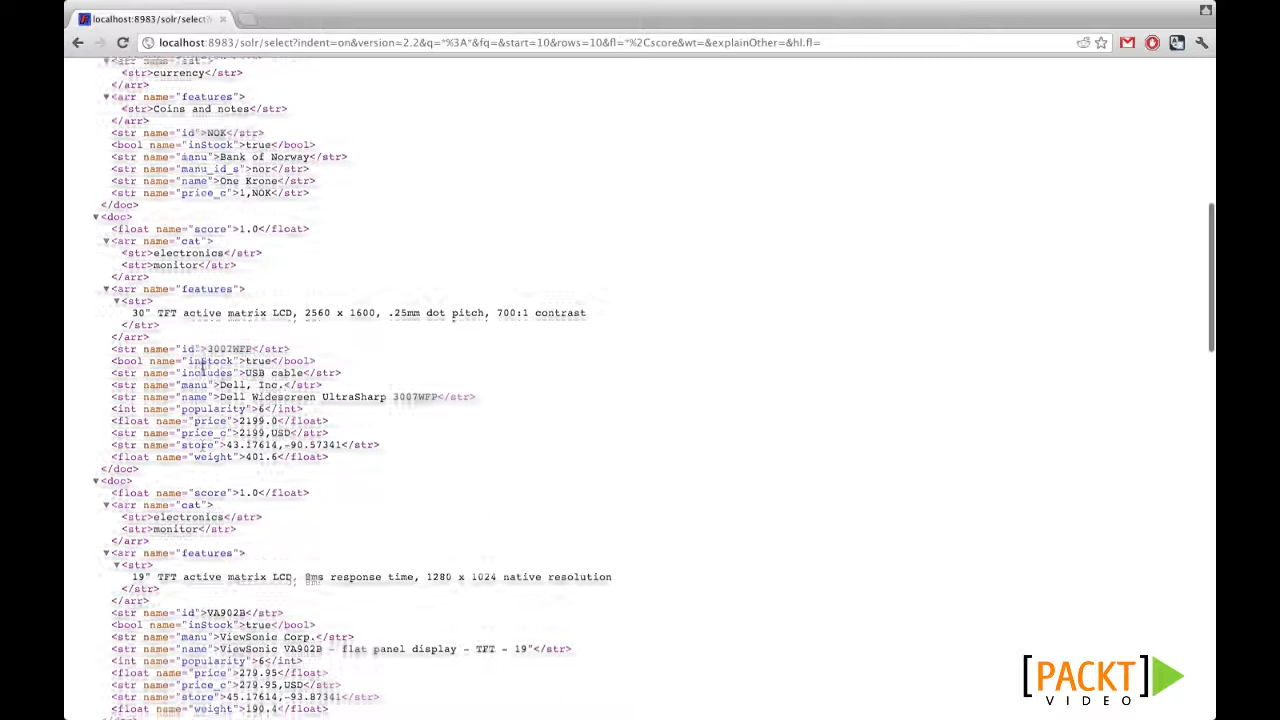 localhost:8983/solr/select?
localhost:8983/solr/select?indent=on&version=2.2&q=*%3A*&fq=&start=10&rows=10&fl=*%2Cscore&wt=&explainOther=&hl.fl=
<arr name="cat">
<str>currency</str>
</arr>
<arr name="features">
<str>Coins and notes</str>
</arr>
<str name="id">NOK</str>
<bool name="inStock">true</bool>
<str name="manu">Bank of Norway</str>
<str name="manu_id_s">nor</str>
<str name="name">One Krone</str>
<str name="price_c">1,NOK</str>
</doc>
<doc>
<float name="score">1.0</float>
<arr name="cat">
<str>electronics</str>
<str>monitor</str>
</arr>
<arr name="features">
<str>
30" TFT active matrix LCD, 2560 x 1600, .25mm dot pitch, 700:1 contrast
</str>
</arr>
<str name="id">3007WFP</str>
<bool name="inStock">true</bool>
<str name="includes">USB cable</str>
<str name="manu">Dell, Inc.</str>
<str name="name">Dell Widescreen UltraSharp 3007WFP</str>
<int name="popularity">6</int>
<float name="price">2199.0</float>
<str name="price_c">2199,USD</str>
<str name="store">43.17614,-90.57341</str>
<float name="weight">401.6</float>
</doc>
<doc>
<float name="score">1.0</float>
<arr name="cat">
<str>electronics</str>
<str>monitor</str>
</arr>
<arr name="features">
<str>
19" TFT active matrix LCD, 8ms response time, 1280 x 1024 native resolution
</str>
</arr>
<str name="id">VA902B</str>
<bool name="inStock">true</bool>
<str name="manu">ViewSonic Corp.</str>
<str name="name">ViewSonic VA902B - flat panel display - TFT - 19"</str>
<int name="popularity">6</int>
<float name="price">279.95</float>
<str name="price_c">279.95,USD</str>
<str name="store">45.17614,-93.87341</str>
<float name="weight">190.4</float>
[PACKT]
VIDEO